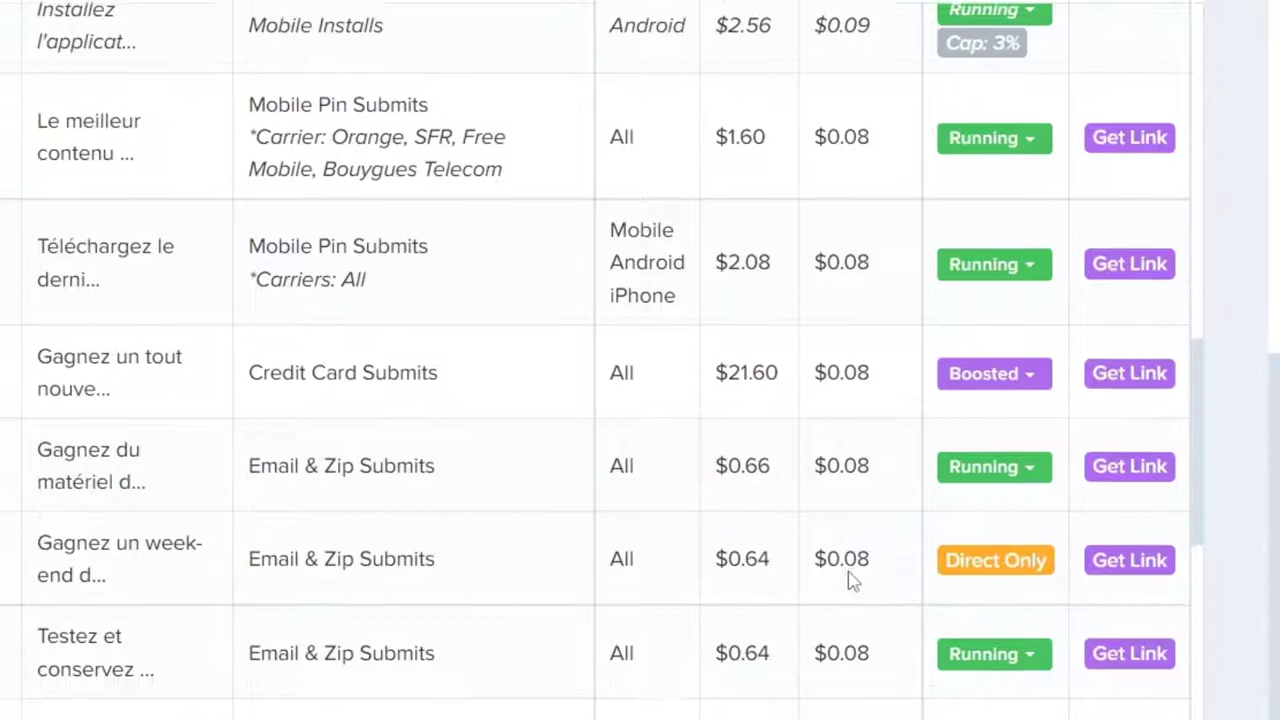 Installez
l'applicat...
Mobile Installs
Android
$2.56
$0.09
Running
Cap: 3%
Le meilleur
contenu ...
Mobile Pin Submits
*Carrier: Orange, SFR, Free
Mobile, Bouygues Telecom
All
$1.60
$0.08
Running
Get Link
Téléchargez le
derni...
Mobile Pin Submits
*Carriers: All
Mobile
Android
iPhone
$2.08
$0.08
Running
Get Link
Gagnez un tout
nouve...
Credit Card Submits
All
$21.60
$0.08
Boosted
Get Link
Gagnez du
matériel d...
Email & Zip Submits
All
$0.66
$0.08
Running
Get Link
Gagnez un week-
end d...
Email & Zip Submits
All
$0.64
$0.08
Direct Only
Get Link
Testez et
conservez ...
Email & Zip Submits
All
$0.64
$0.08
Running
Get Link